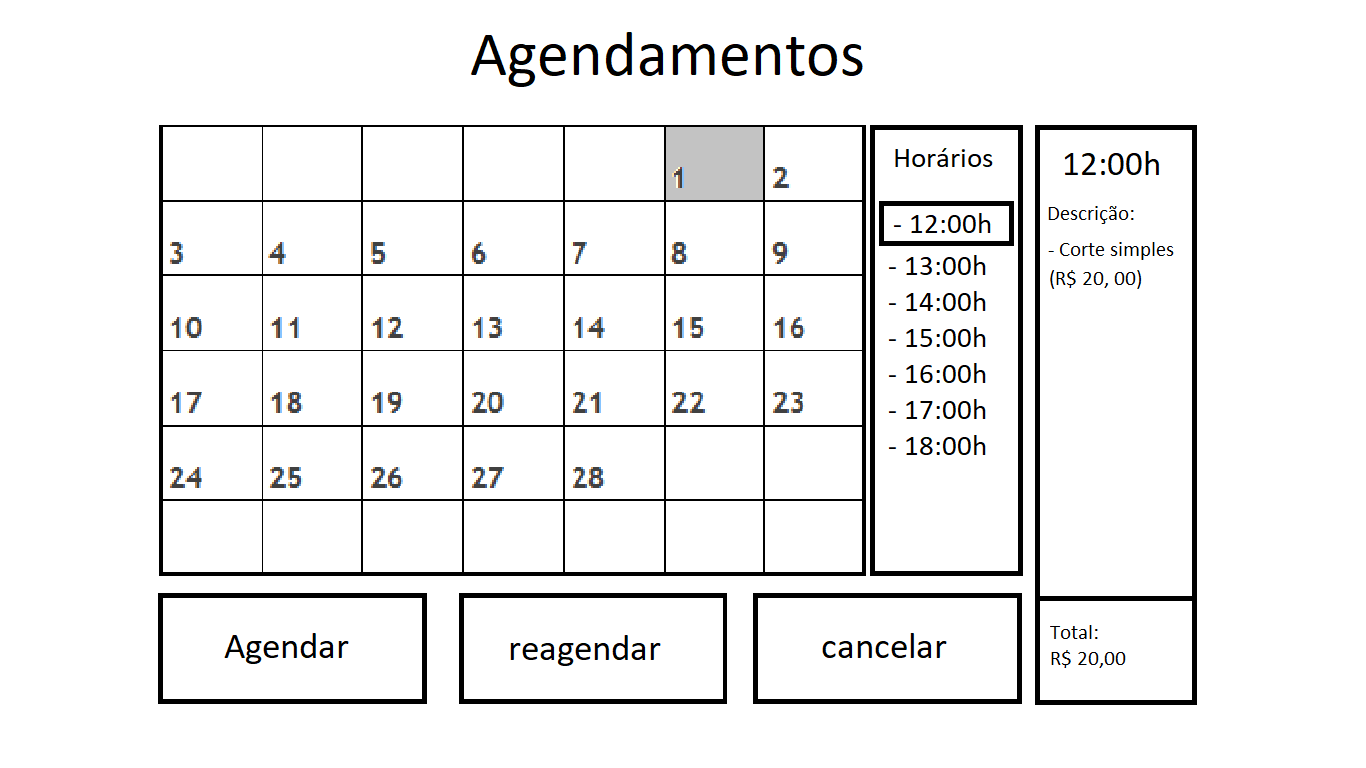 Agendamentos
1 2
3 4 5 6 7 8 9
10 11 12 13 14 15 16
17 18 19 20 21 22 23
24 25 26 27 28
Horários
- 12:00h
- 13:00h
- 14:00h
- 15:00h
- 16:00h
- 17:00h
- 18:00h
12:00h
Descrição:
- Corte simples
(R$ 20, 00)
Total:
R$ 20,00
Agendar
reagendar
cancelar